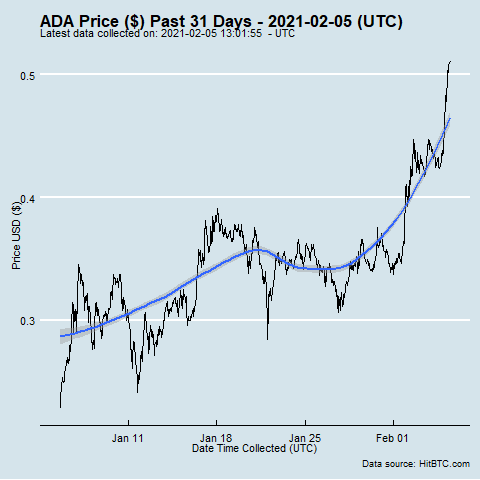 ADA Price ($) Past 31 Days - 2021-02-05 (UTC)
Latest data collected on: 2021-02-05 13:01:55 - UTC
0.5
0.4
0.3
Price USD ($)
Jan 11 Jan 18 Jan 25 Feb 01
Date Time Collected (UTC)
Data source: HitBTC.com